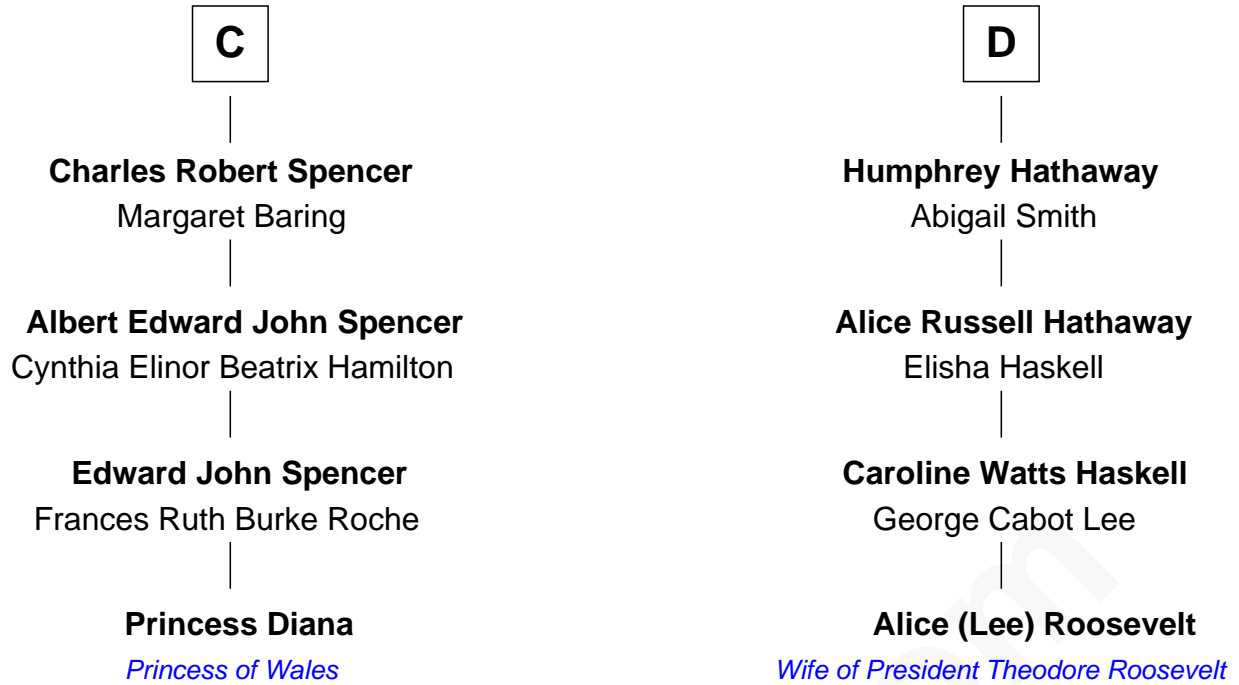 C
Charles Robert Spencer
Margaret Baring
Albert Edward John Spencer
Cynthia Elinor Beatrix Hamilton
Edward John Spencer
Frances Ruth Burke Roche
Princess Diana
Princess of Wales
D
Humphrey Hathaway
Abigail Smith
Alice Russell Hathaway
Elisha Haskell
Caroline Watts Haskell
George Cabot Lee
Alice (Lee) Roosevelt
Wife of President Theodore Roosevelt